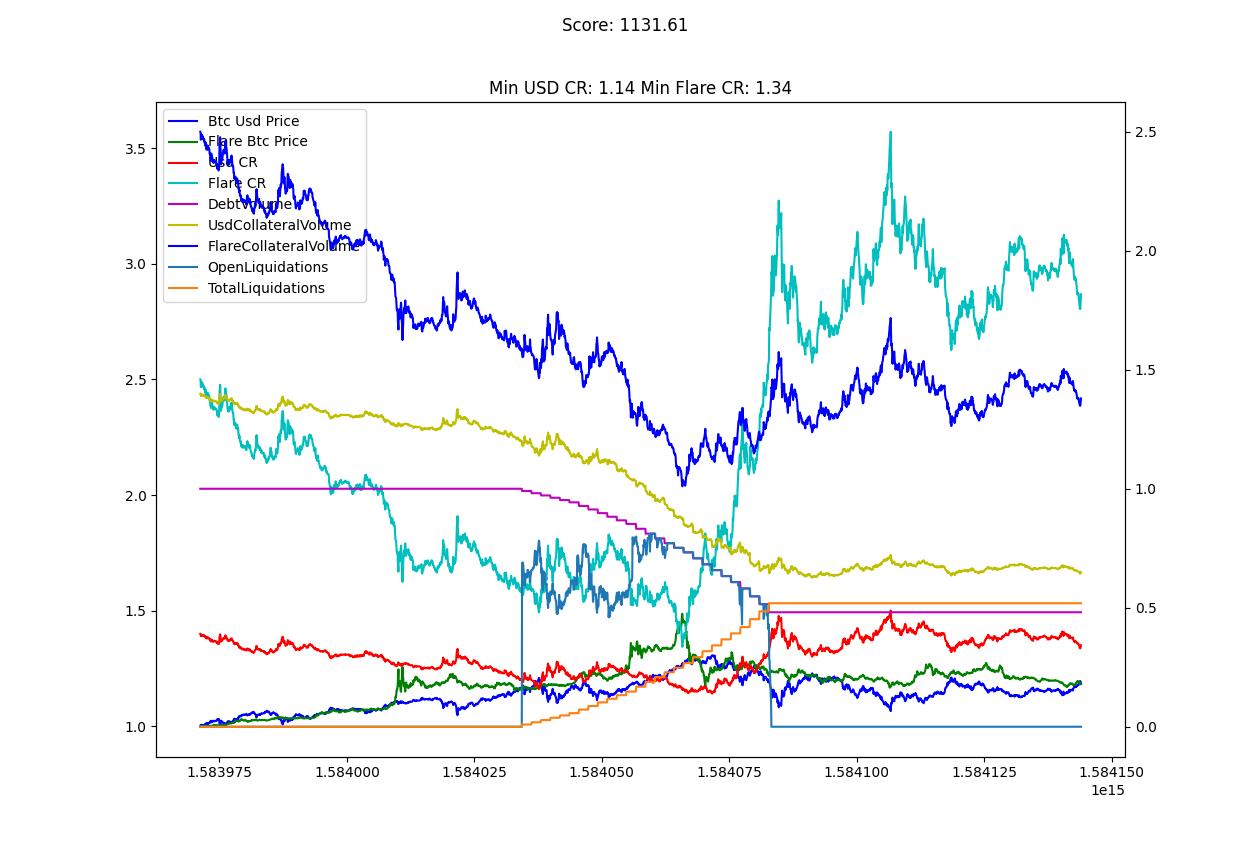 Score: 1131.61
Min USD CR: 1.14 Min Flare CR: 1.34
Btc Usd Price
Flare Btc Price
Usd CR
Flare CR
DebtVolume
UsdCollateralVolume
FlareCollateralVolume
OpenLiquidations
TotalLiquidations
3.5
3.0
2.5
2.0
1.5
1.0
2.5
2.0
1.5
1.0
0.5
0.0
1.583975
1.584000
1.584025
1.584050
1.584075
1.584100
1.584125
1.584150
1e15